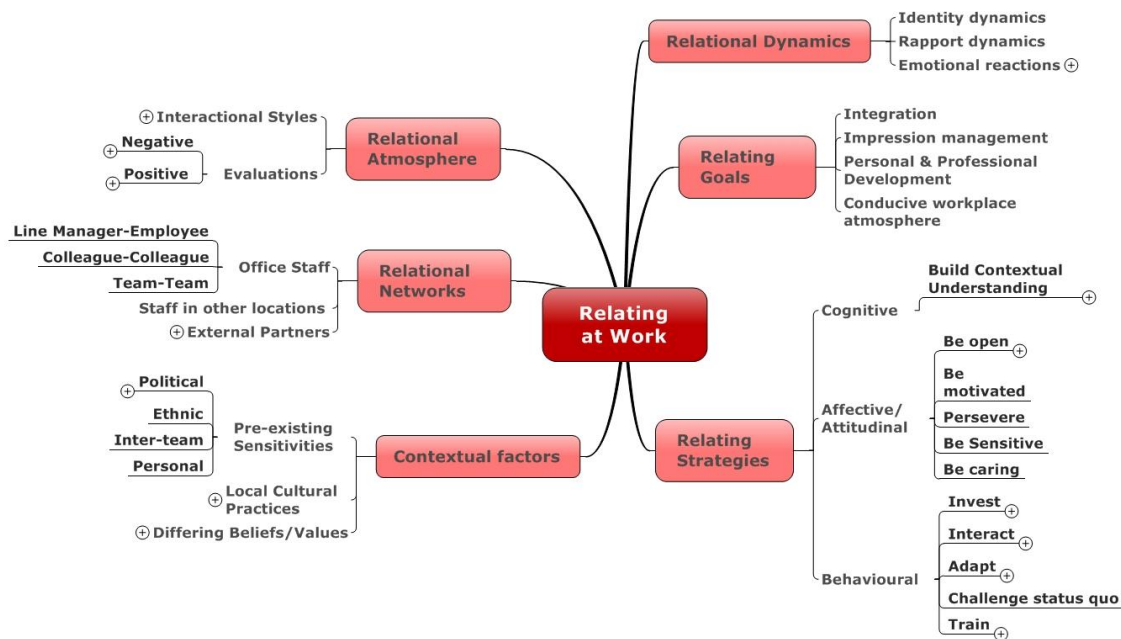 Relating
at Work
Relational Dynamics
Identity dynamics
Rapport dynamics
Emotional reactions
Relating
Goals
Integration
Impression management
Personal & Professional
Development
Conducive workplace
atmosphere
Relating
Strategies
Cognitive
Build Contextual
Understanding
Affective/
Attitudinal
Be open
Be
motivated
Persevere
Be Sensitive
Be caring
Behavioural
Invest
Interact
Adapt
Challenge status quo
Train
Relational
Atmosphere
Interactional Styles
Evaluations
Negative
Positive
Relational
Networks
Office Staff
Line Manager-Employee
Colleague-Colleague
Team-Team
Staff in other locations
External Partners
Contextual factors
Pre-existing
Sensitivities
Political
Ethnic
Inter-team
Personal
Local Cultural
Practices
Differing Beliefs/Values